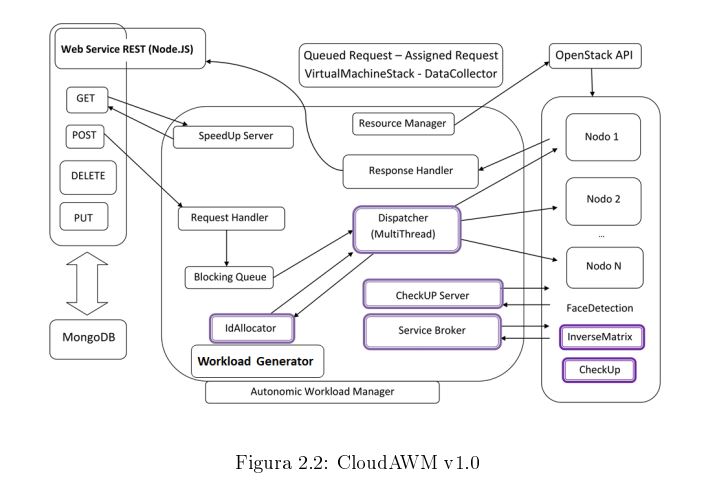 Web Service REST (Node.JS)
Queued Request – Assigned Request
VirtualMachineStack - DataCollector
OpenStack API
GET
POST
DELETE
PUT
SpeedUp Server
Resource Manager
Response Handler
Request Handler
Dispatcher
(MultiThread)
Blocking Queue
CheckUP Server
IdAllocator
Service Broker
Workload Generator
Autonomic Workload Manager
Nodo 1
Nodo 2
...
Nodo N
FaceDetection
InverseMatrix
CheckUp
MongoDB
Figura 2.2: CloudAWM v1.0